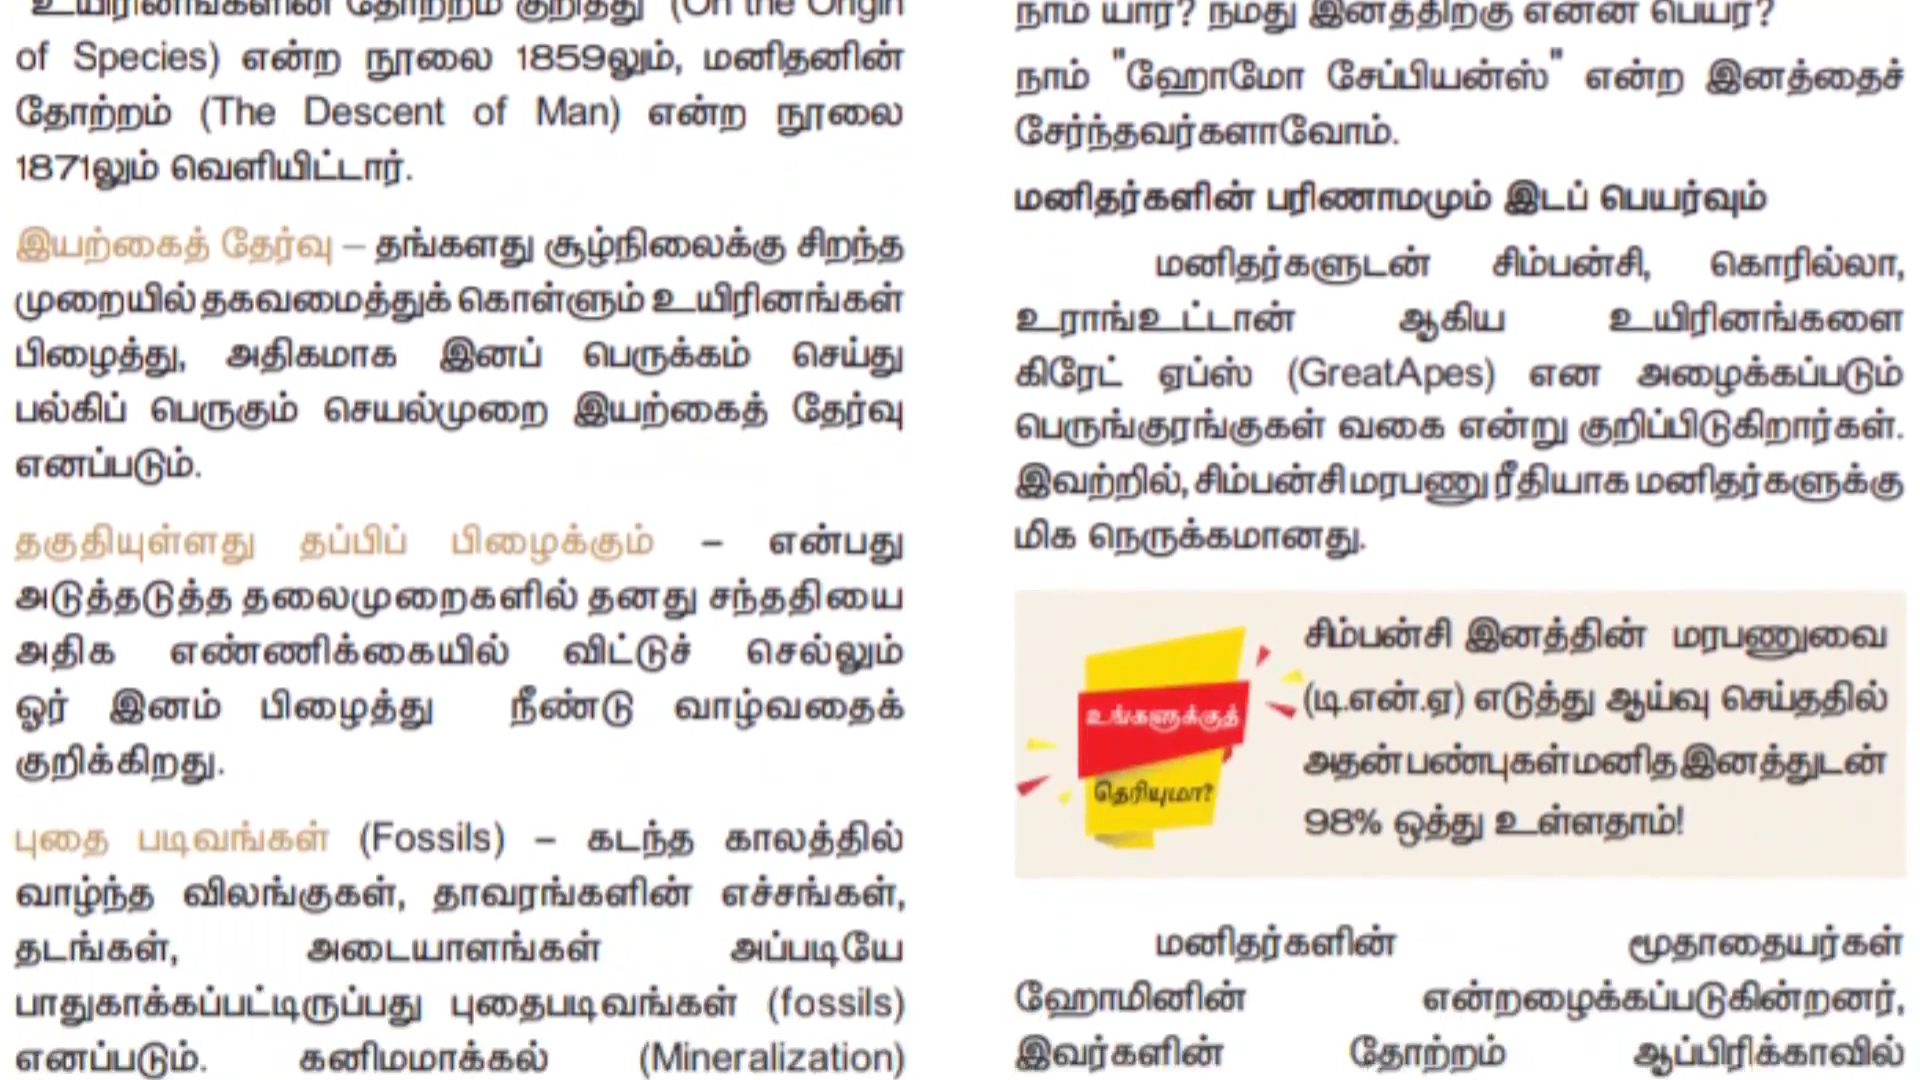 உயிரினங்களின் தோற்றம் குறித்து (On the Origin
of Species) என்ற நூலை 1859லும், மனிதனின்
தோற்றம் (The Descent of Man) என்ற நூலை
1871லும் வெளியிட்டார்.
இயற்கைத் தேர்வு – தங்களது சூழ்நிலைக்கு சிறந்த
முறையில் தகவமைத்துக் கொள்ளும் உயிரினங்கள்
பிழைத்து, அதிகமாக இனப் பெருக்கம் செய்து
பல்கிப் பெருகும் செயல்முறை இயற்கைத் தேர்வு
எனப்படும்.
தகுதியுள்ளது தப்பிப் பிழைக்கும் – என்பது
அடுத்தடுத்த தலைமுறைகளில் தனது சந்ததியை
அதிக எண்ணிக்கையில் விட்டுச் செல்லும்
ஓர் இனம் பிழைத்து நீண்டு வாழ்வதைக்
குறிக்கிறது.
புதை படிவங்கள் (Fossils) – கடந்த காலத்தில்
வாழ்ந்த விலங்குகள், தாவரங்களின் எச்சங்கள்,
தடங்கள், அடையாளங்கள் அப்படியே
பாதுகாக்கப்பட்டிருப்பது புதைபடிவங்கள் (fossils)
எனப்படும். கனிமமாக்கல் (Mineralization)
நாம் யார்? நமது இனத்திற்கு என்ன பெயர்?
நாம் "ஹோமோ சேப்பியன்ஸ்" என்ற இனத்தைச்
சேர்ந்தவர்களாவோம்.
மனிதர்களின் பரிணாமமும் இடப் பெயர்வும்
மனிதர்களுடன் சிம்பன்சி, கொரில்லா,
உராங்உட்டான் ஆகிய உயிரினங்களை
கிரேட் ஏப்ஸ் (GreatApes) என அழைக்கப்படும்
பெருங்குரங்குகள் வகை என்று குறிப்பிடுகிறார்கள்.
இவற்றில், சிம்பன்சி மரபணு ரீதியாக மனிதர்களுக்கு
மிக நெருக்கமானது.
உங்களுக்குத்
தெரியுமா?
சிம்பன்சி இனத்தின் மரபணுவை
(டி.என்.ஏ) எடுத்து ஆய்வு செய்ததில்
அதன் பண்புகள் மனித இனத்துடன்
98% ஒத்து உள்ளதாம்!
மனிதர்களின் மூதாதையர்கள்
ஹோமினின் என்றழைக்கப்படுகின்றனர்,
இவர்களின் தோற்றம் ஆப்பிரிக்காவில்